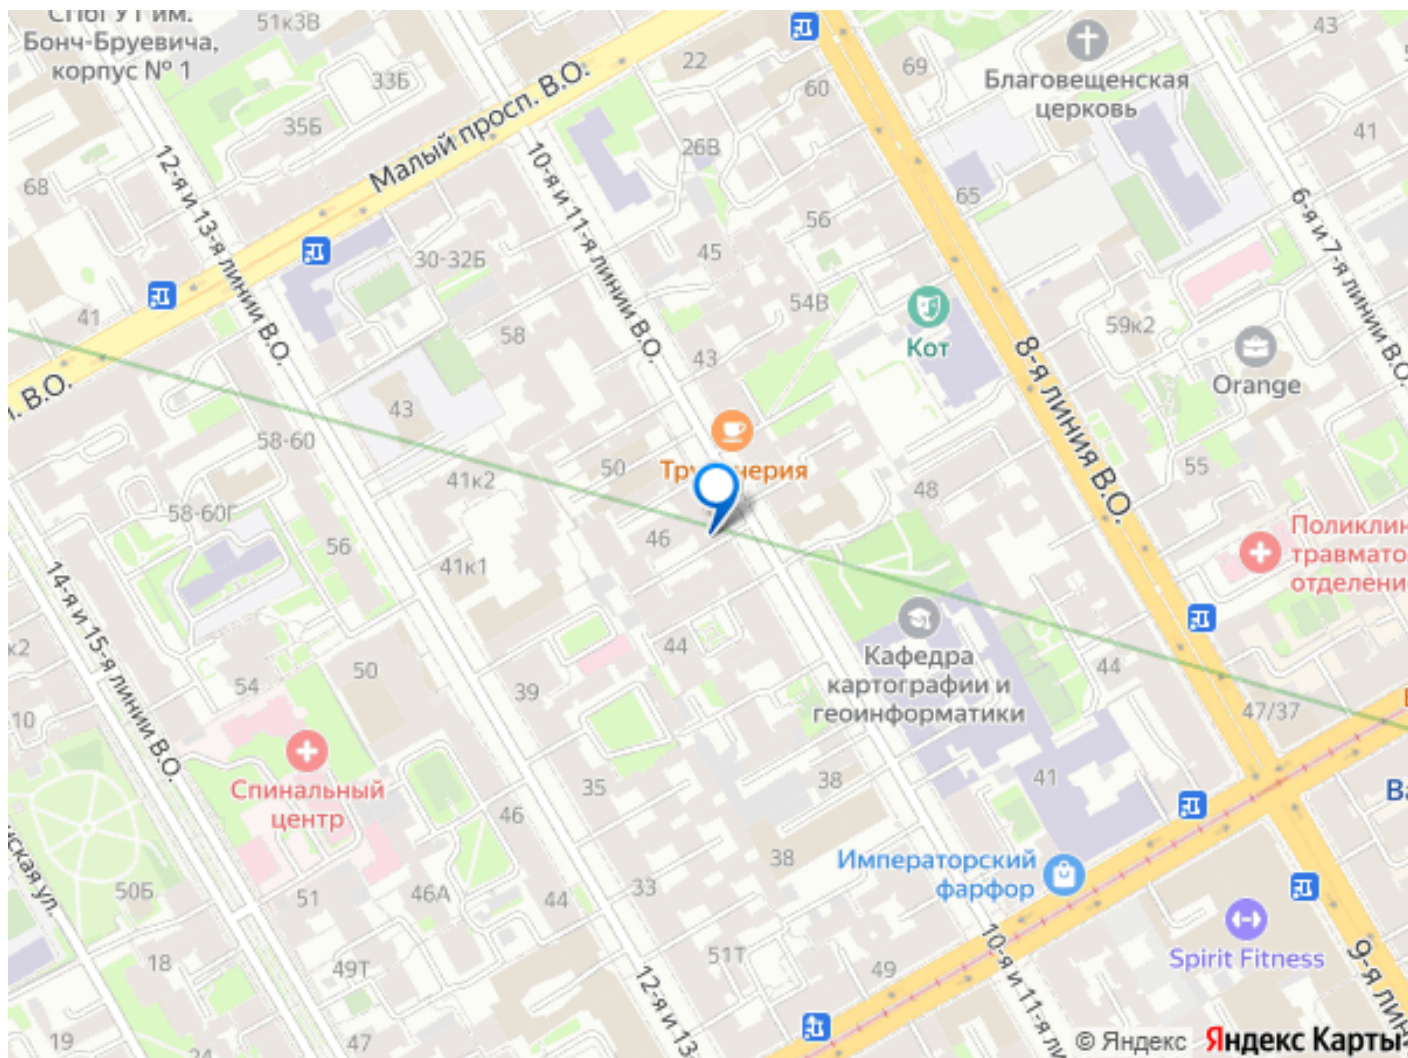 СПбГУТ им.
Бонч-Бруевича,
корпус № 1
51к3В
33Б
35Б
68
22
69
60
43
Благовещенская
церковь
41
Малый просп. В.О.
12-я и 13-я линии В.О.
10-я и 11-я линии В.О.
26В
65
56
6-я и 7-я линии В.О.
45
30-32Б
54В
59к2
41
58
43
Кот
8-я линия В.О.
Orange
В.О.
43
58-60
50
41к2
48
55
58-60Г
56
46
41к1
14-я и 15-я линии В.О.
44
Кафедра
картографии и
геоинформатики
44
47/37
к2
54
50
39
10
Спинальный
центр
35
38
41
46
38
Императорский
фарфор
50Б
51
46А
44
33
18
49Т
51Т
49
Spirit Fitness
12-я и 13-
10-я и 11-я ли
9-я лин
19
24
47
ская ул.
© Яндекс
Яндекс Карты